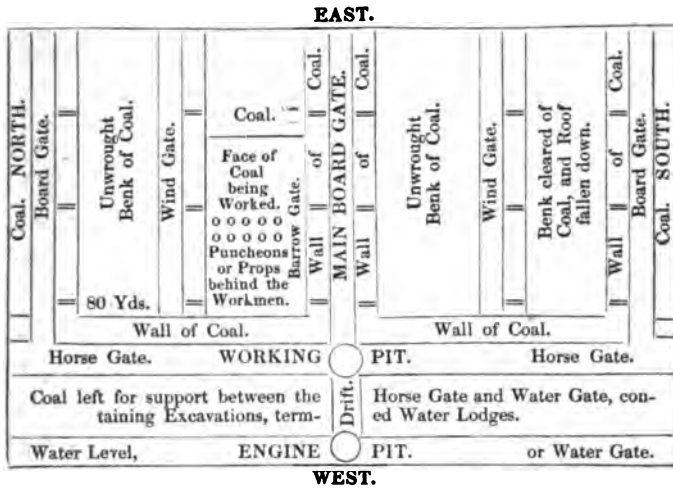 EAST.
Coal. NORTH.
Board Gate.
Unwrought
Benk of Coal.
80 Yds.
Wind Gate.
Coal.
Face of
Coal
being
Worked.
o o o o o
o o o o o
Puncheons
or Props
behind the
Workmen.
Barrow Gate.
Wall of Coal.
MAIN BOARD GATE.
Wall of Coal.
Unwrought
Benk of Coal.
Wind Gate.
Benk cleared of
Coal, and Roof
fallen down.
Wall of Coal.
Board Gate.
Coal. SOUTH.
Wall of Coal.
Wall of Coal.
Horse Gate. WORKING PIT. Horse Gate.
Coal left for support between the Horse Gate and Water Gate, con-
taining Excavations, term-ed Water Lodges.
Drift.
Water Level, ENGINE PIT. or Water Gate.
WEST.